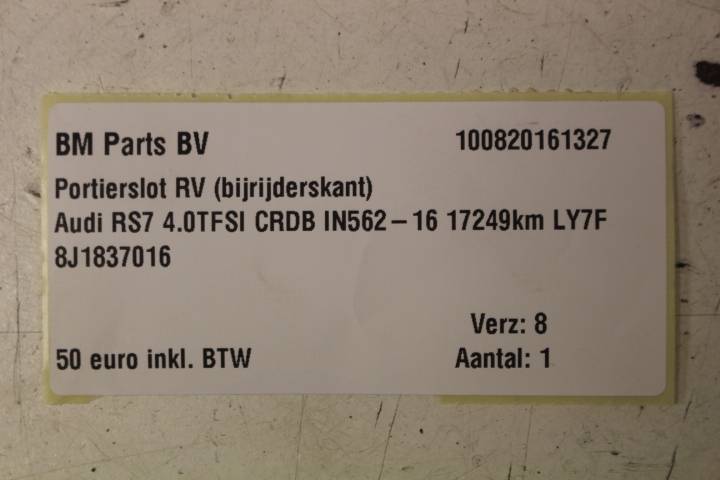 BM Parts BV 100820161327
Portierslot RV (bijrijderskant)
Audi RS7 4.0TFSI CRDB IN562-16 17249km LY7F
8J1837016
Verz: 8
50 euro inkl. BTW Aantal: 1